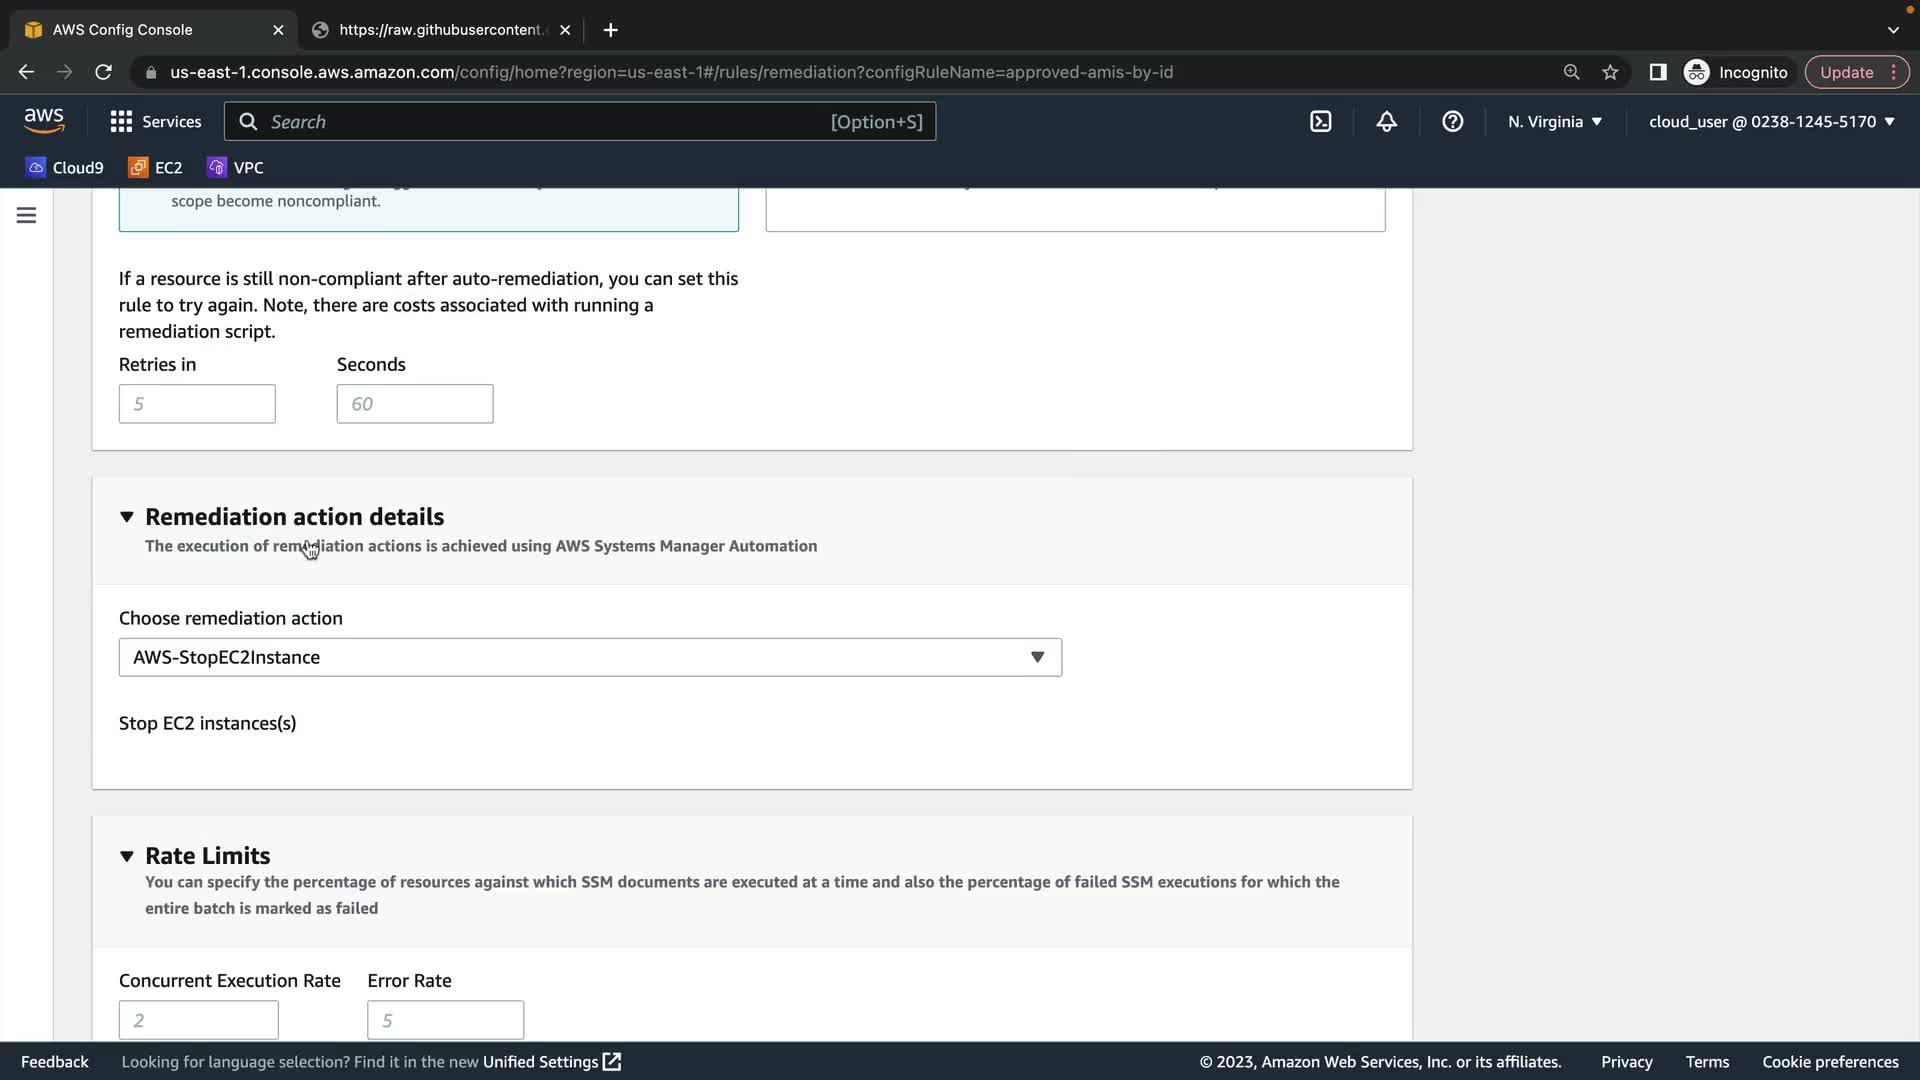 AWS Config Console
https://raw.githubusercontent.
us-east-1.console.aws.amazon.com/config/home?region=us-east-1#/rules/remediation?configRuleName=approved-amis-by-id
Incognito
Update
aws
Services
Search
[Option+S]
N. Virginia
cloud_user @ 0238-1245-5170
Cloud9
EC2
VPC
scope become noncompliant.
If a resource is still non-compliant after auto-remediation, you can set this
rule to try again. Note, there are costs associated with running a
remediation script.
Retries in
Seconds
5
60
Remediation action details
The execution of remediation actions is achieved using AWS Systems Manager Automation
Choose remediation action
AWS-StopEC2Instance
Stop EC2 instances(s)
Rate Limits
You can specify the percentage of resources against which SSM documents are executed at a time and also the percentage of failed SSM executions for which the
entire batch is marked as failed
Concurrent Execution Rate
Error Rate
2
5
Feedback
Looking for language selection? Find it in the new Unified Settings
© 2023, Amazon Web Services, Inc. or its affiliates.
Privacy
Terms
Cookie preferences